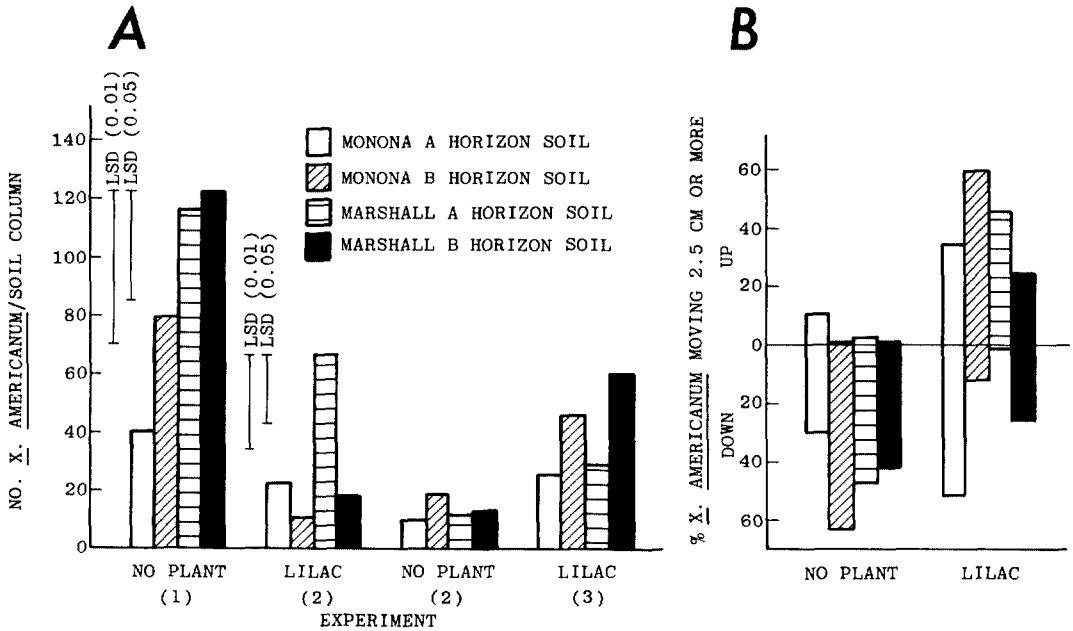 A
B
LSD (0.01)
LSD (0.05)
LSD (0.01)
LSD (0.05)
MONONA A HORIZON SOIL
MONONA B HORIZON SOIL
MARSHALL A HORIZON SOIL
MARSHALL B HORIZON SOIL
NO. X. AMERICANUM/SOIL COLUMN
140
120
100
80
60
40
20
0
NO PLANT
LILAC
NO PLANT
LILAC
(1)
(2)
(2)
(3)
EXPERIMENT
% X. AMERICANUM MOVING 2.5 CM OR MORE
UP
DOWN
60
40
20
0
20
40
60
NO PLANT
LILAC